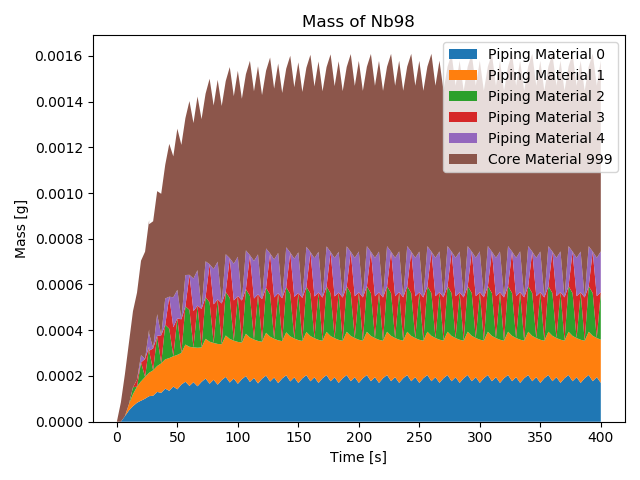 Mass of Nb98
Mass [g]
0.0016
0.0014
0.0012
0.0010
0.0008
0.0006
0.0004
0.0002
0.0000
Piping Material 0
Piping Material 1
Piping Material 2
Piping Material 3
Piping Material 4
Core Material 999
0 50 100 150 200 250 300 350 400
Time [s]